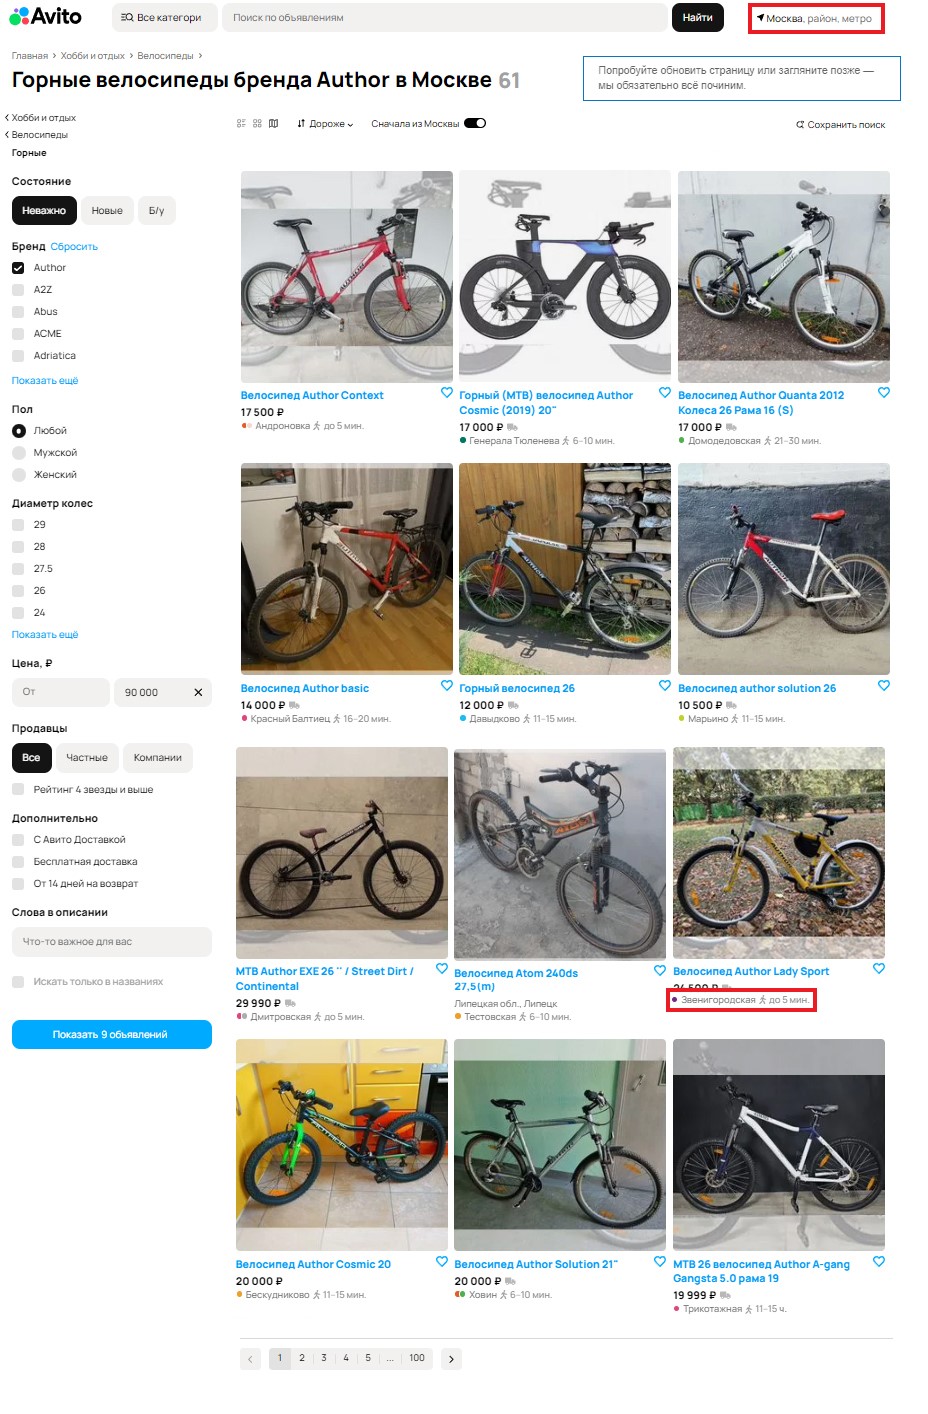 Avito
Все категори
Поиск по объявлениям
Найти
Москва, район, метро
Главная > Хобби и отдых > Велосипеды >
Горные велосипеды бренда Author в Москве 61
Попробуйте обновить страницу или загляните позже —
мы обязательно всё починим.
Хобби и отдых
Велосипеды
Горные
Дороже
Сначала из Москвы
Сохранить поиск
Состояние
Неважно
Новые
Б/у
Бренд Сбросить
Author
A2Z
Abus
ACME
Adriatica
Показать ещё
Пол
Любой
Мужской
Женский
Диаметр колес
29
28
27.5
26
24
Показать ещё
Цена, ₽
От
90 000
Продавцы
Все
Частные
Компании
Рейтинг 4 звезды и выше
Дополнительно
С Авито Доставкой
Бесплатная доставка
От 14 дней на возврат
Слова в описании
Что-то важное для вас
Искать только в названиях
Показать 9 объявлений
Велосипед Author Context
17 500 ₽
Андроновка до 5 мин.
Горный (MTB) велосипед Author
Cosmic (2019) 20"
17 000 ₽
Генерала Тюленева 6–10 мин.
Велосипед Author Quanta 2012
Колеса 26 Рама 16 (S)
17 000 ₽
Домодедовская 21–30 мин.
Велосипед Author basic
14 000 ₽
Красный Балтиец 16–20 мин.
Горный велосипед 26
12 000 ₽
Давыдково 11–15 мин.
Велосипед author solution 26
10 500 ₽
Марьино 11–15 мин.
MTB Author EXE 26 '' / Street Dirt /
Continental
29 990 ₽
Дмитровская до 5 мин.
Велосипед Atom 240ds
27,5(m)
Липецкая обл., Липецк
Тестовская 6–10 мин.
Велосипед Author Lady Sport
24 500 ₽
Звенигородская до 5 мин.
Велосипед Author Cosmic 20
20 000 ₽
Бескудниково 11–15 мин.
Велосипед Author Solution 21"
20 000 ₽
Ховин 6–10 мин.
MTB 26 велосипед Author A-gang
Gangsta 5.0 рама 19
19 999 ₽
Трикотажная 11–15 ч.
1 2 3 4 5 ... 100